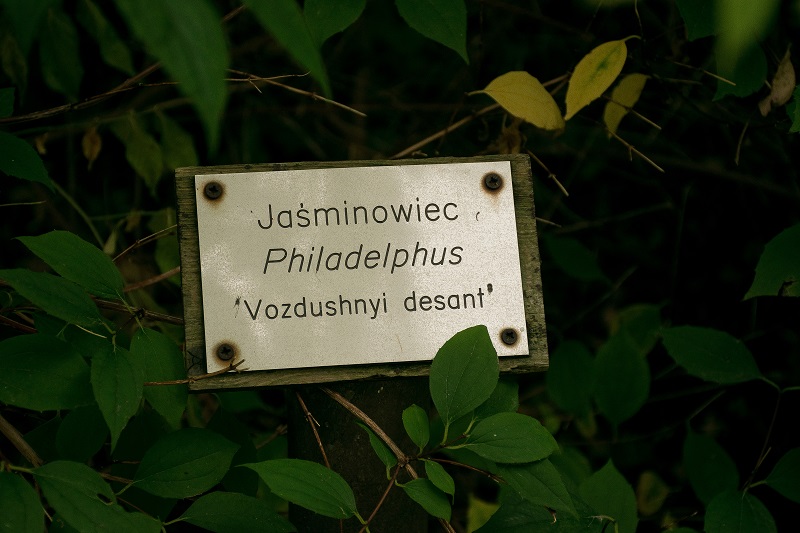 Jaśminowiec
Philadelphus
'Vozdushnyi desant'